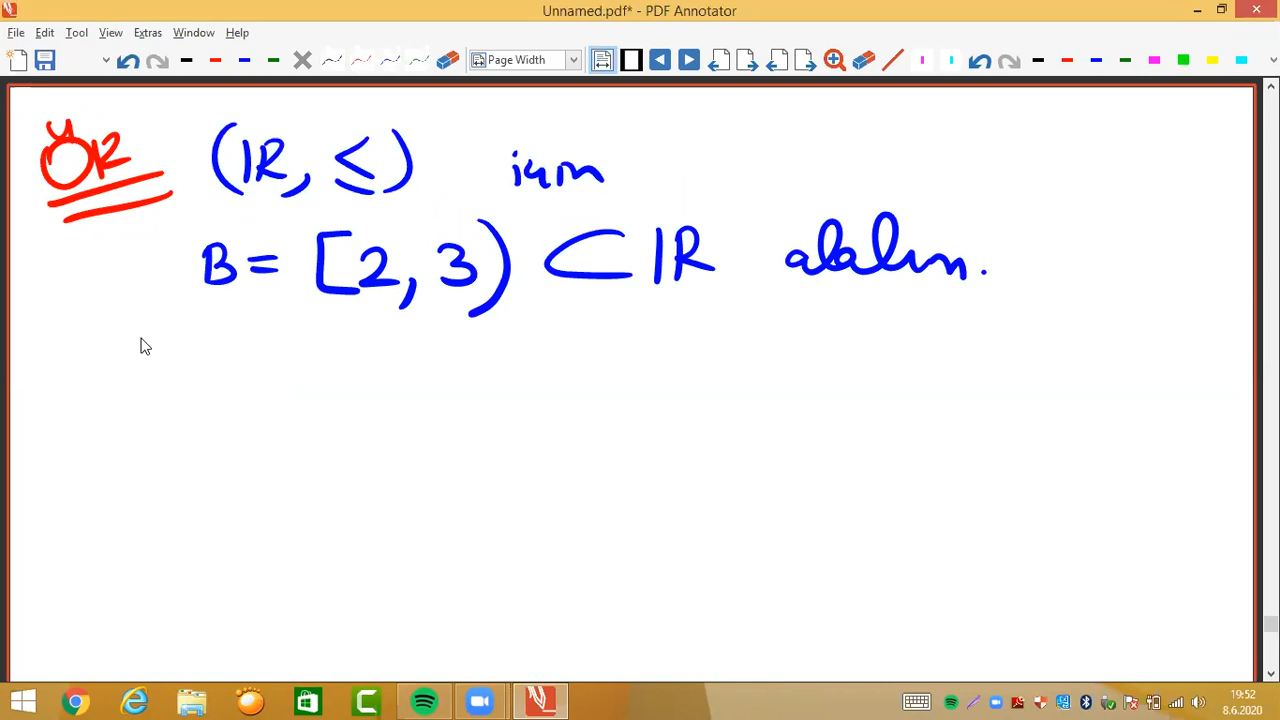 Unnamed.pdf* - PDF Annotator
File Edit Tool View Extras Window Help
Page Width
ÖR (ℝ, ≤) için
B = [2, 3) ⊂ ℝ alalım.
19:52
8.6.2020